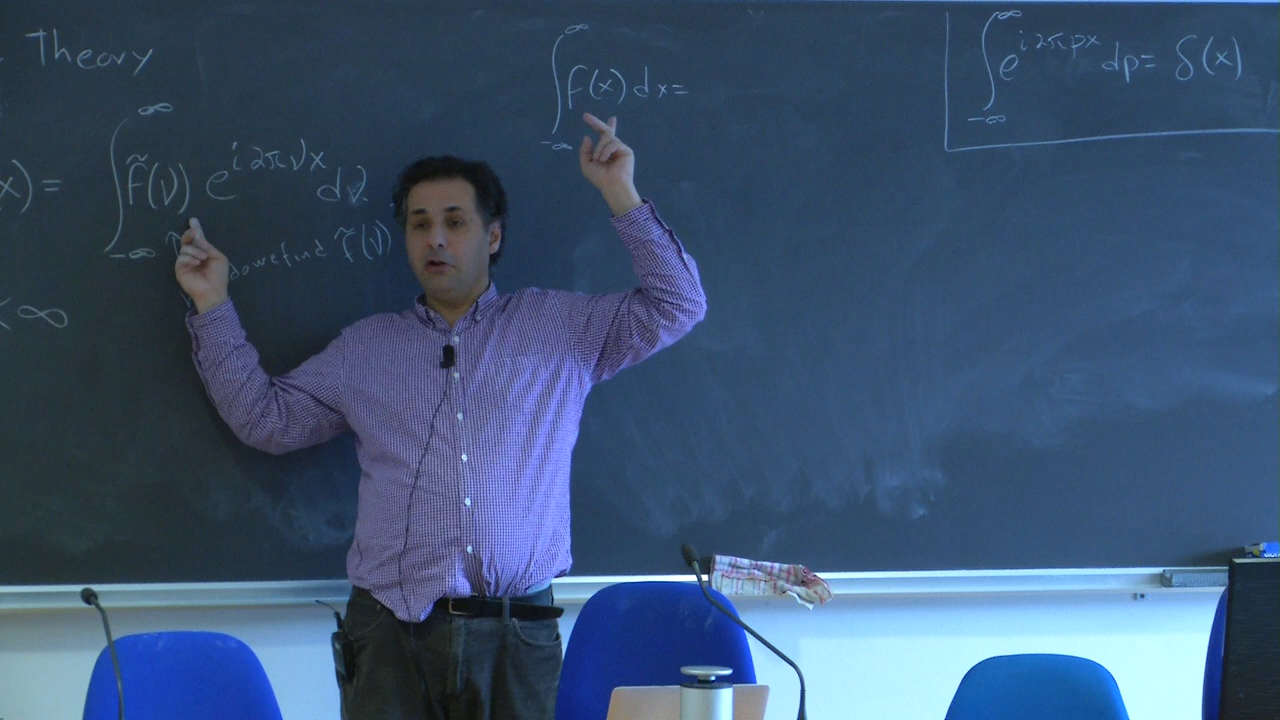 Theory
x) = ∫_{-∞}^{∞} f̃(ν) e^{i2πνx} dν
do we find f̃(ν)
< ∞
∫_{-∞}^{∞} f(x) dx =
∫_{-∞}^{∞} e^{i2πpx} dp = δ(x)